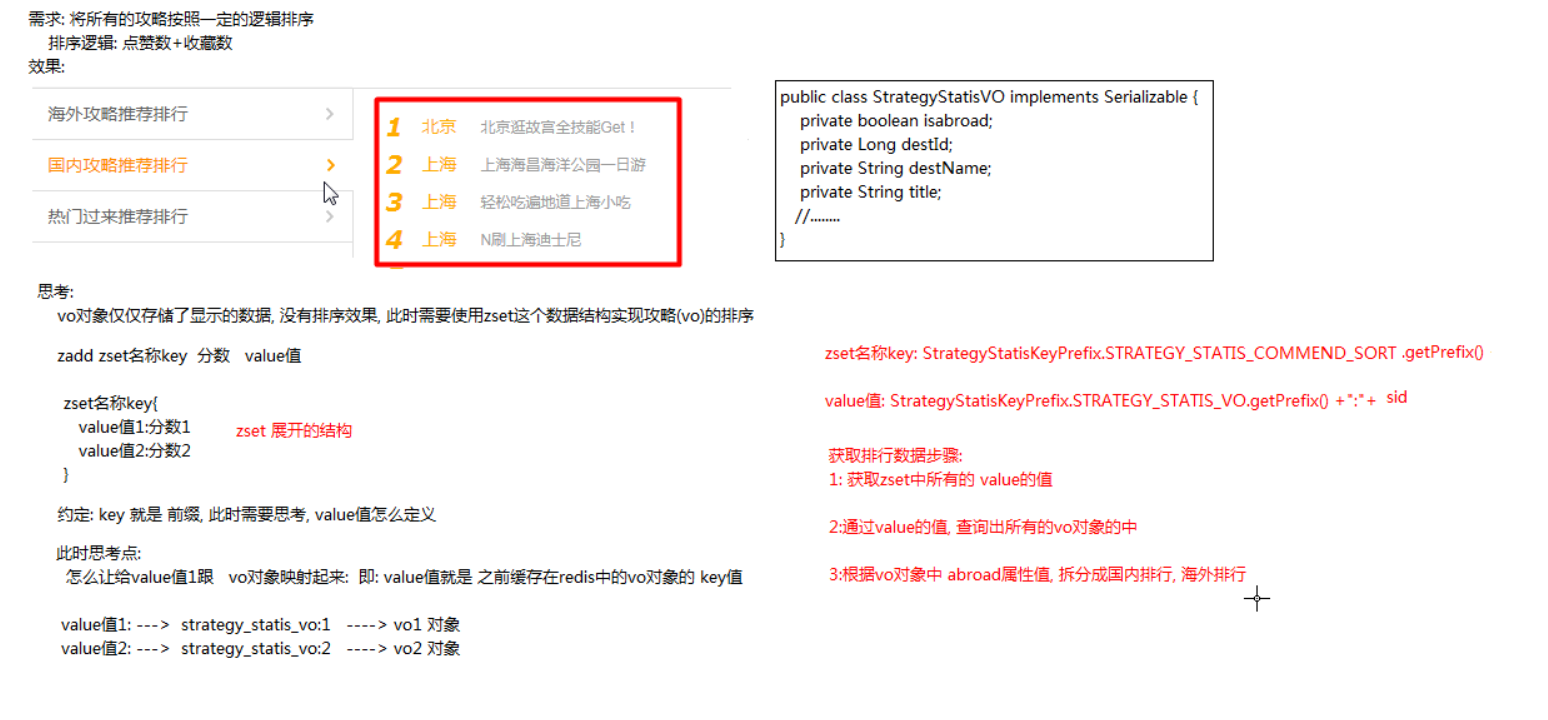 需求: 将所有的攻略按照一定的逻辑排序
排序逻辑: 点赞数+收藏数
效果:
海外攻略推荐排行
国内攻略推荐排行
热门过来推荐排行
1 北京 北京逛故宫全技能Get！
2 上海 上海海昌海洋公园一日游
3 上海 轻松吃遍地道上海小吃
4 上海 N刷上海迪士尼
public class StrategyStatisVO implements Serializable {
private boolean isabroad;
private Long destId;
private String destName;
private String title;
//........
}
思考:
vo对象仅仅存储了显示的数据, 没有排序效果, 此时需要使用zset这个数据结构实现攻略(vo)的排序
zadd zset名称key 分数 value值
zset名称key{
value值1:分数1
value值2:分数2
}
zset 展开的结构
约定: key 就是 前缀, 此时需要思考, value值怎么定义
此时思考点:
怎么让给value值1跟 vo对象映射起来: 即: value值就是 之前缓存在redis中的vo对象的 key值
value值1: ---> strategy_statis_vo:1 ----> vo1 对象
value值2: ---> strategy_statis_vo:2 ----> vo2 对象
zset名称key: StrategyStatisKeyPrefix.STRATEGY_STATIS_COMMEND_SORT .getPrefix()
value值: StrategyStatisKeyPrefix.STRATEGY_STATIS_VO.getPrefix() +":"+ sid
获取排行数据步骤:
1: 获取zset中所有的 value的值
2:通过value的值, 查询出所有的vo对象的中
3:根据vo对象中 abroad属性值, 拆分成国内排行, 海外排行